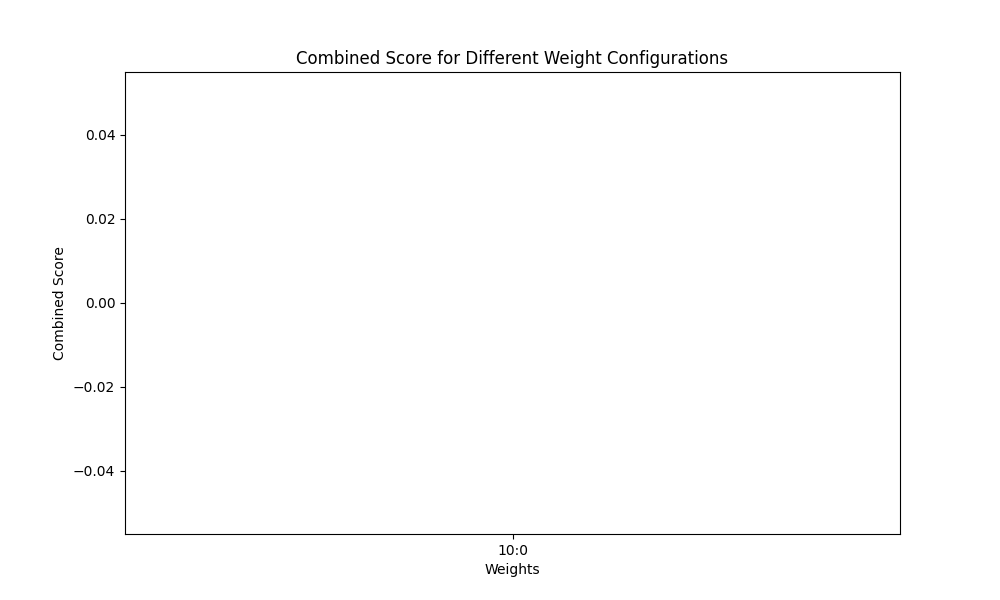 Combined Score for Different Weight Configurations
0.04
0.02
0.00
−0.02
−0.04
Combined Score
10:0
Weights